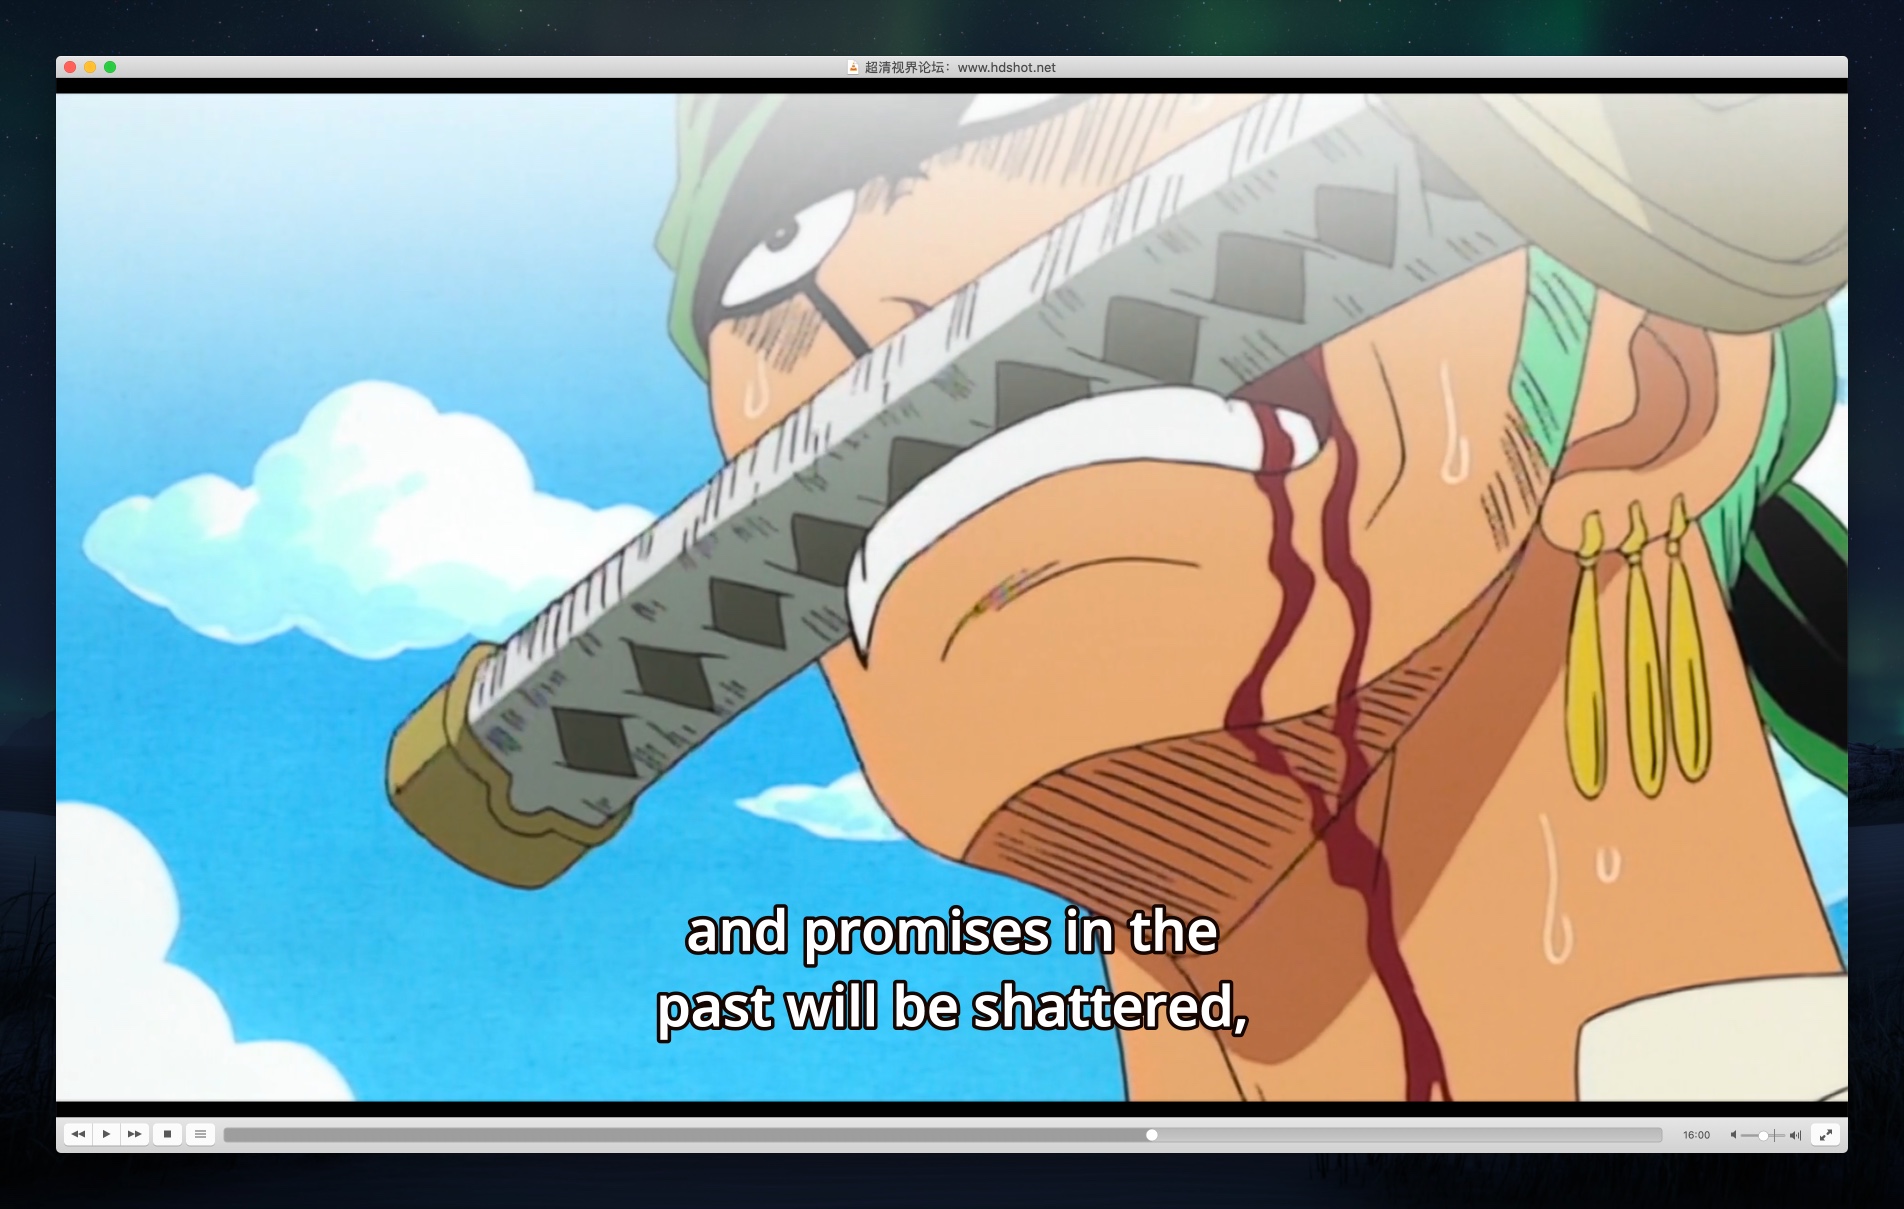 超清视界论坛：www.hdshot.net
and promises in the
past will be shattered,
16:00